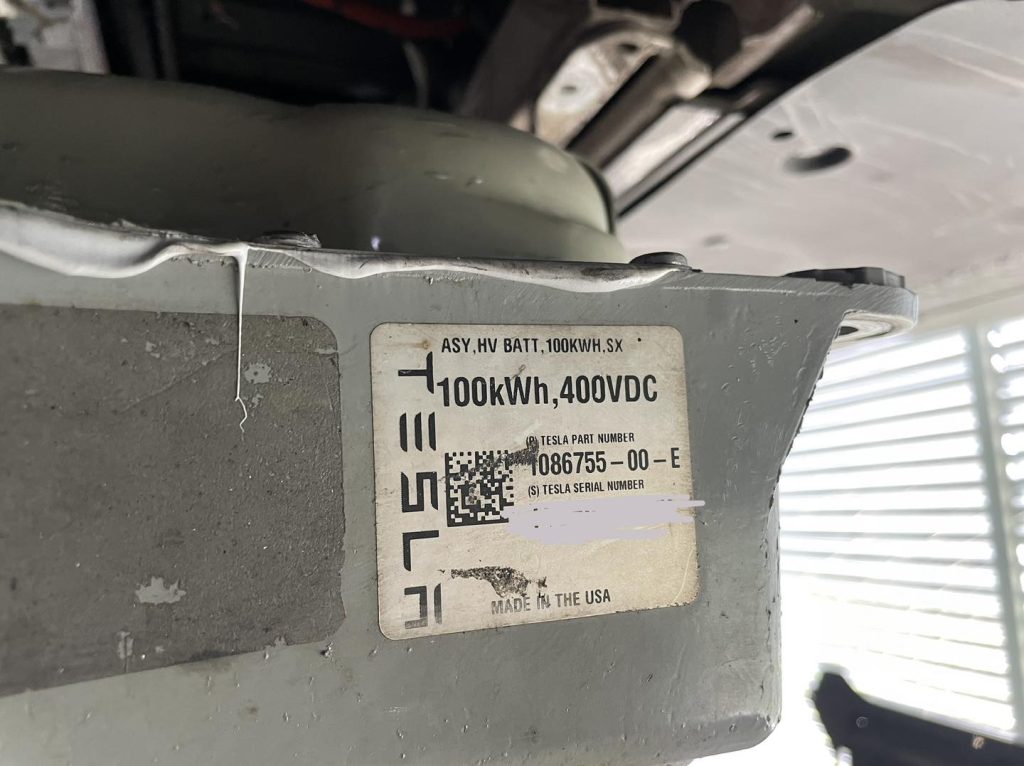 ASY,HV BATT,100KWH,SX
100kWh,400VDC
(P) TESLA PART NUMBER
1086755-00-E
(S) TESLA SERIAL NUMBER
MADE IN THE USA
TESLA